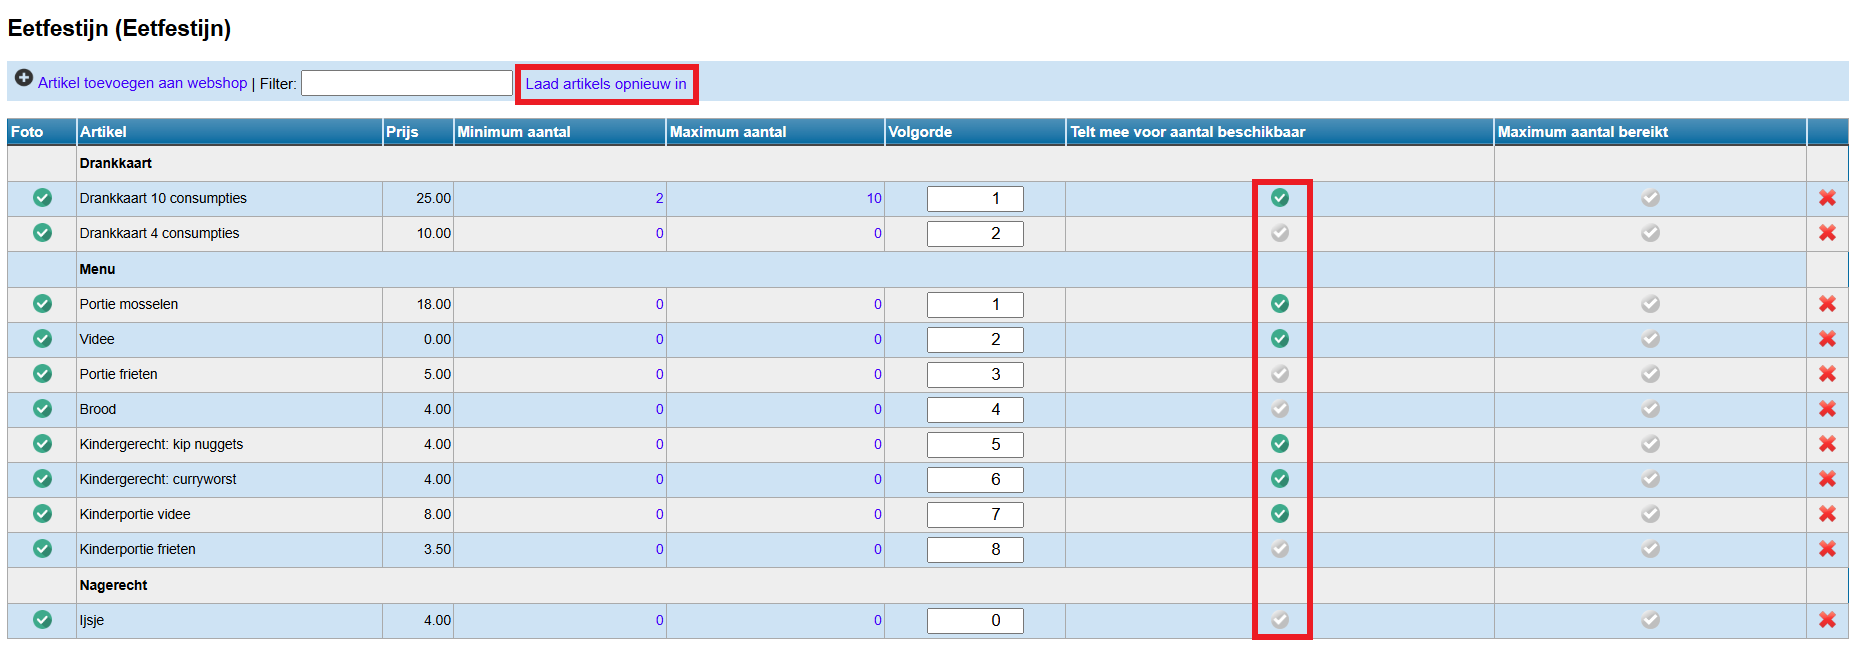 Eetfestijn (Eetfestijn)
Artikel toevoegen aan webshop | Filter: Laad artikels opnieuw in
Foto Artikel Prijs Minimum aantal Maximum aantal Volgorde Telt mee voor aantal beschikbaar Maximum aantal bereikt
Drankkaart
Drankkaart 10 consumpties 25.00 2 10 1
Drankkaart 4 consumpties 10.00 0 0 2
Menu
Portie mosselen 18.00 0 0 1
Videe 0.00 0 0 2
Portie frieten 5.00 0 0 3
Brood 4.00 0 0 4
Kindergerecht: kip nuggets 4.00 0 0 5
Kindergerecht: curryworst 4.00 0 0 6
Kinderportie videe 8.00 0 0 7
Kinderportie frieten 3.50 0 0 8
Nagerecht
Ijsje 4.00 0 0 0